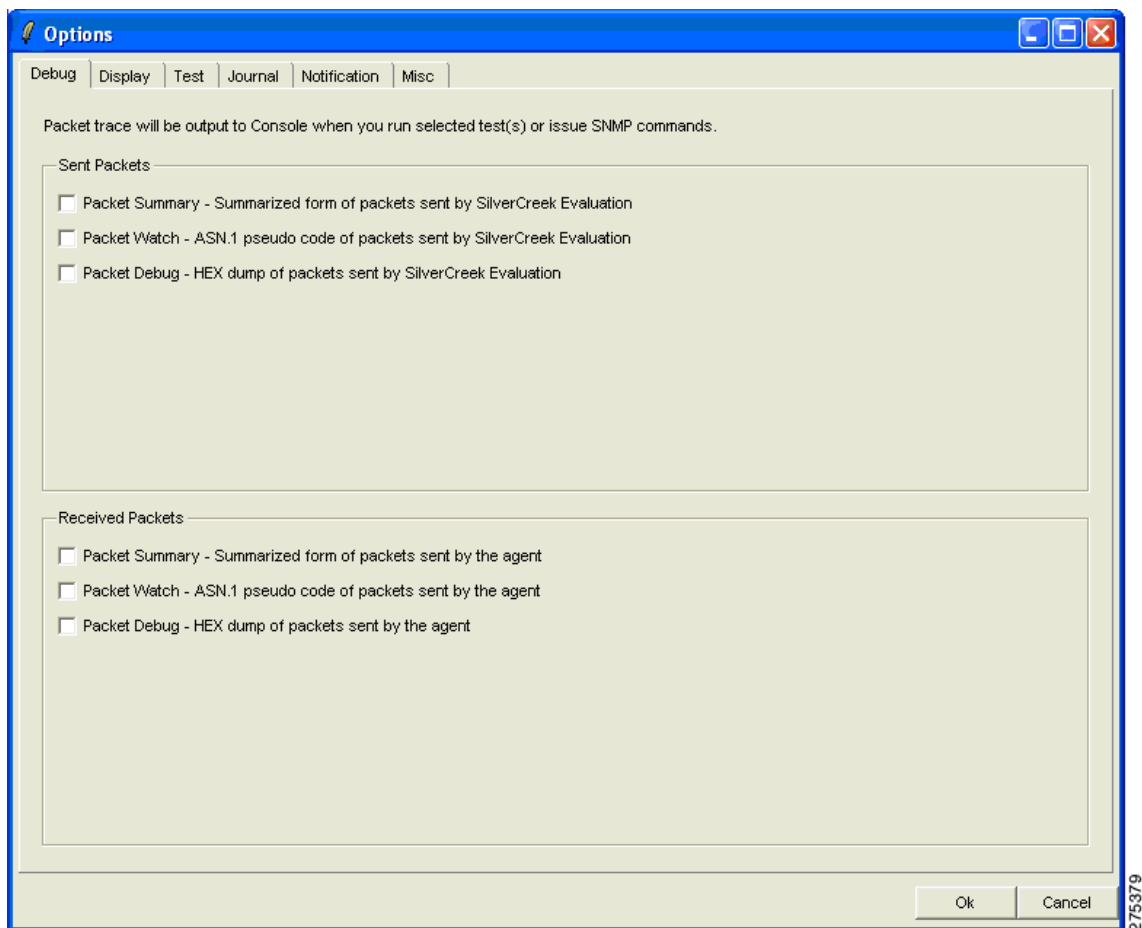 Options
Debug
Display
Test
Journal
Notification
Misc
Packet trace will be output to Console when you run selected test(s) or issue SNMP commands.
Sent Packets
Packet Summary - Summarized form of packets sent by SilverCreek Evaluation
Packet Watch - ASN.1 pseudo code of packets sent by SilverCreek Evaluation
Packet Debug - HEX dump of packets sent by SilverCreek Evaluation
Received Packets
Packet Summary - Summarized form of packets sent by the agent
Packet Watch - ASN.1 pseudo code of packets sent by the agent
Packet Debug - HEX dump of packets sent by the agent
Ok
Cancel
275379